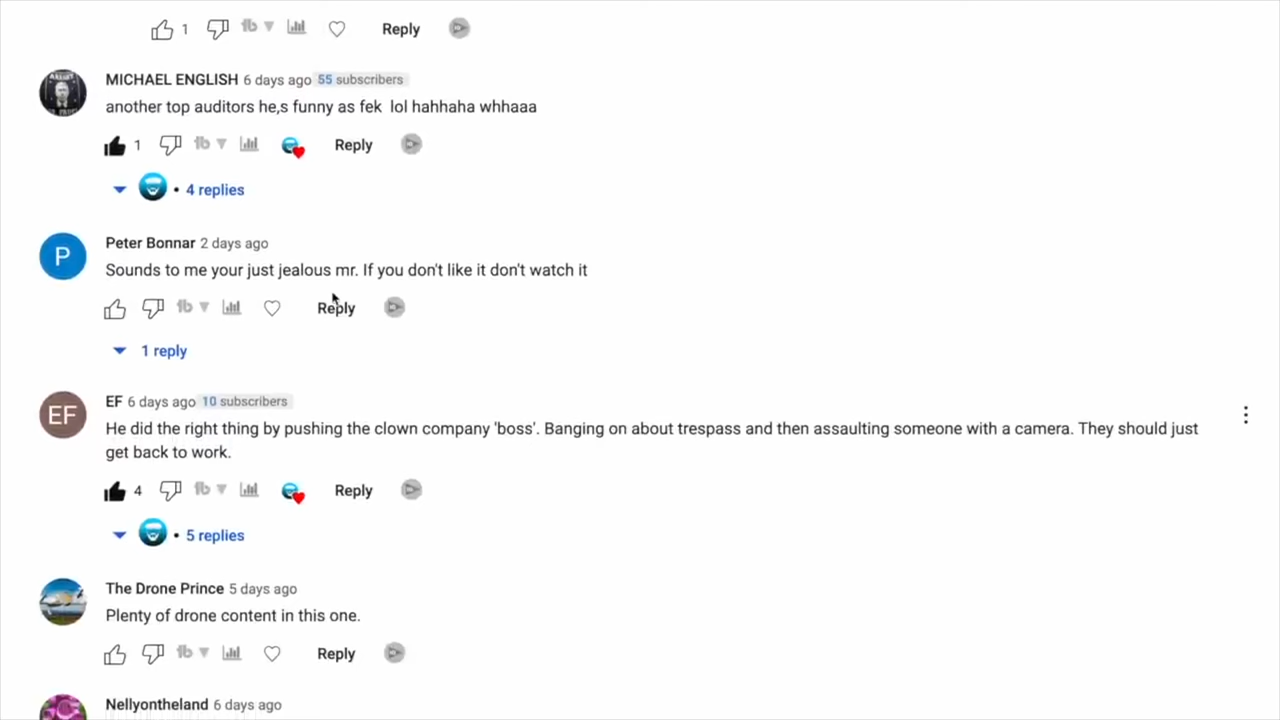 1 Reply
MICHAEL ENGLISH 6 days ago 55 subscribers
another top auditors he,s funny as fek lol hahhaha whhaaa
1 Reply
• 4 replies
P
Peter Bonnar 2 days ago
Sounds to me your just jealous mr. If you don't like it don't watch it
Reply
1 reply
EF
EF 6 days ago 10 subscribers
He did the right thing by pushing the clown company 'boss'. Banging on about trespass and then assaulting someone with a camera. They should just
get back to work.
4 Reply
• 5 replies
The Drone Prince 5 days ago
Plenty of drone content in this one.
Reply
Nellyontheland 6 days ago